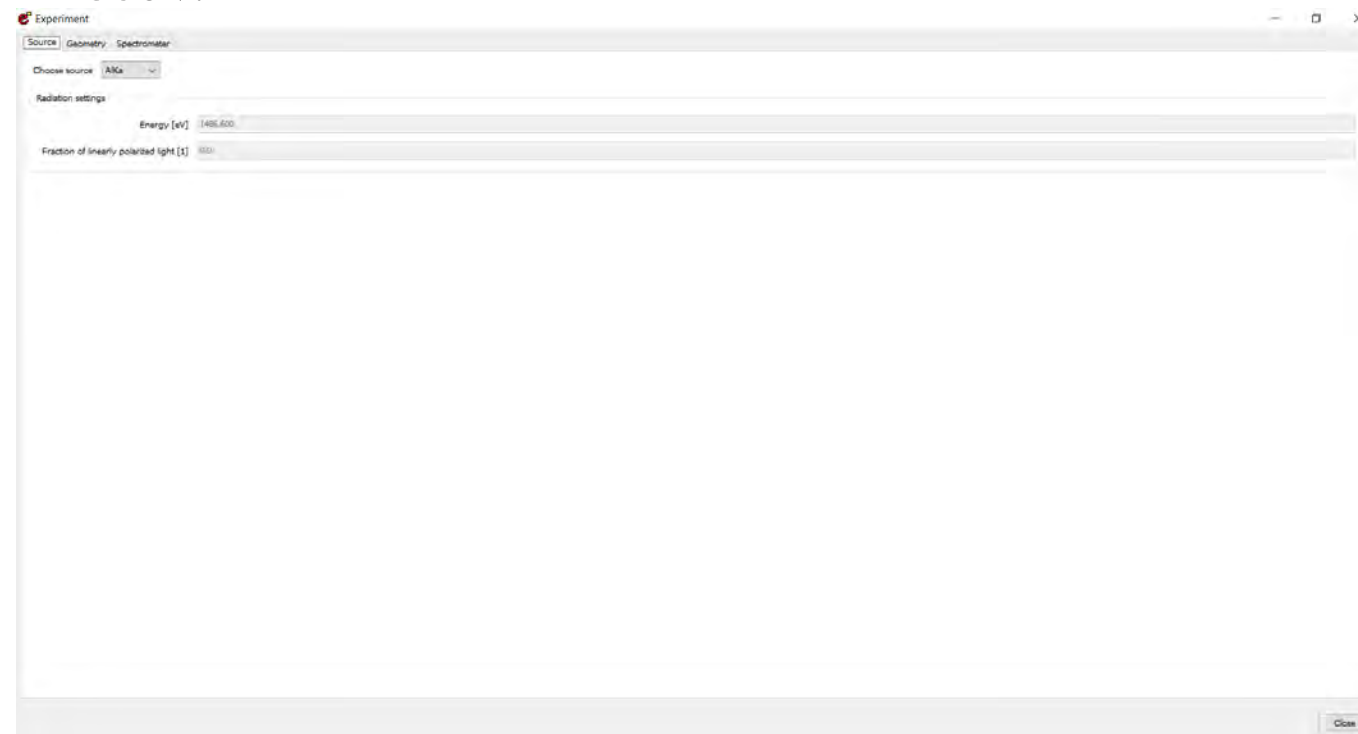 Experiment
Source Geometry Spectrometer
Choose source AlKa
Radiation settings
Energy [eV] 1486.600
Fraction of linearly polarized light [1]
Close